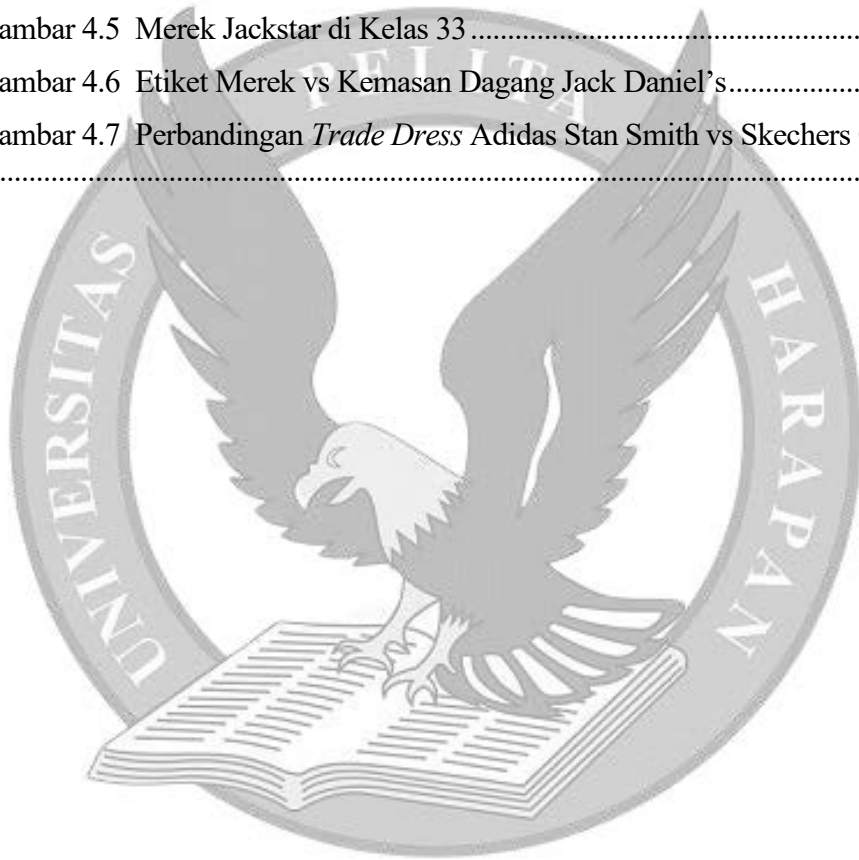 ambar 4.5 Merek Jackstar di Kelas 33........................................................................
ambar 4.6 Etiket Merek vs Kemasan Dagang Jack Daniel's.........................
ambar 4.7 Perbandingan Trade Dress Adidas Stan Smith vs Skechers
................................................................................................................................
UNIVERSITAS PELITA HARAPAN